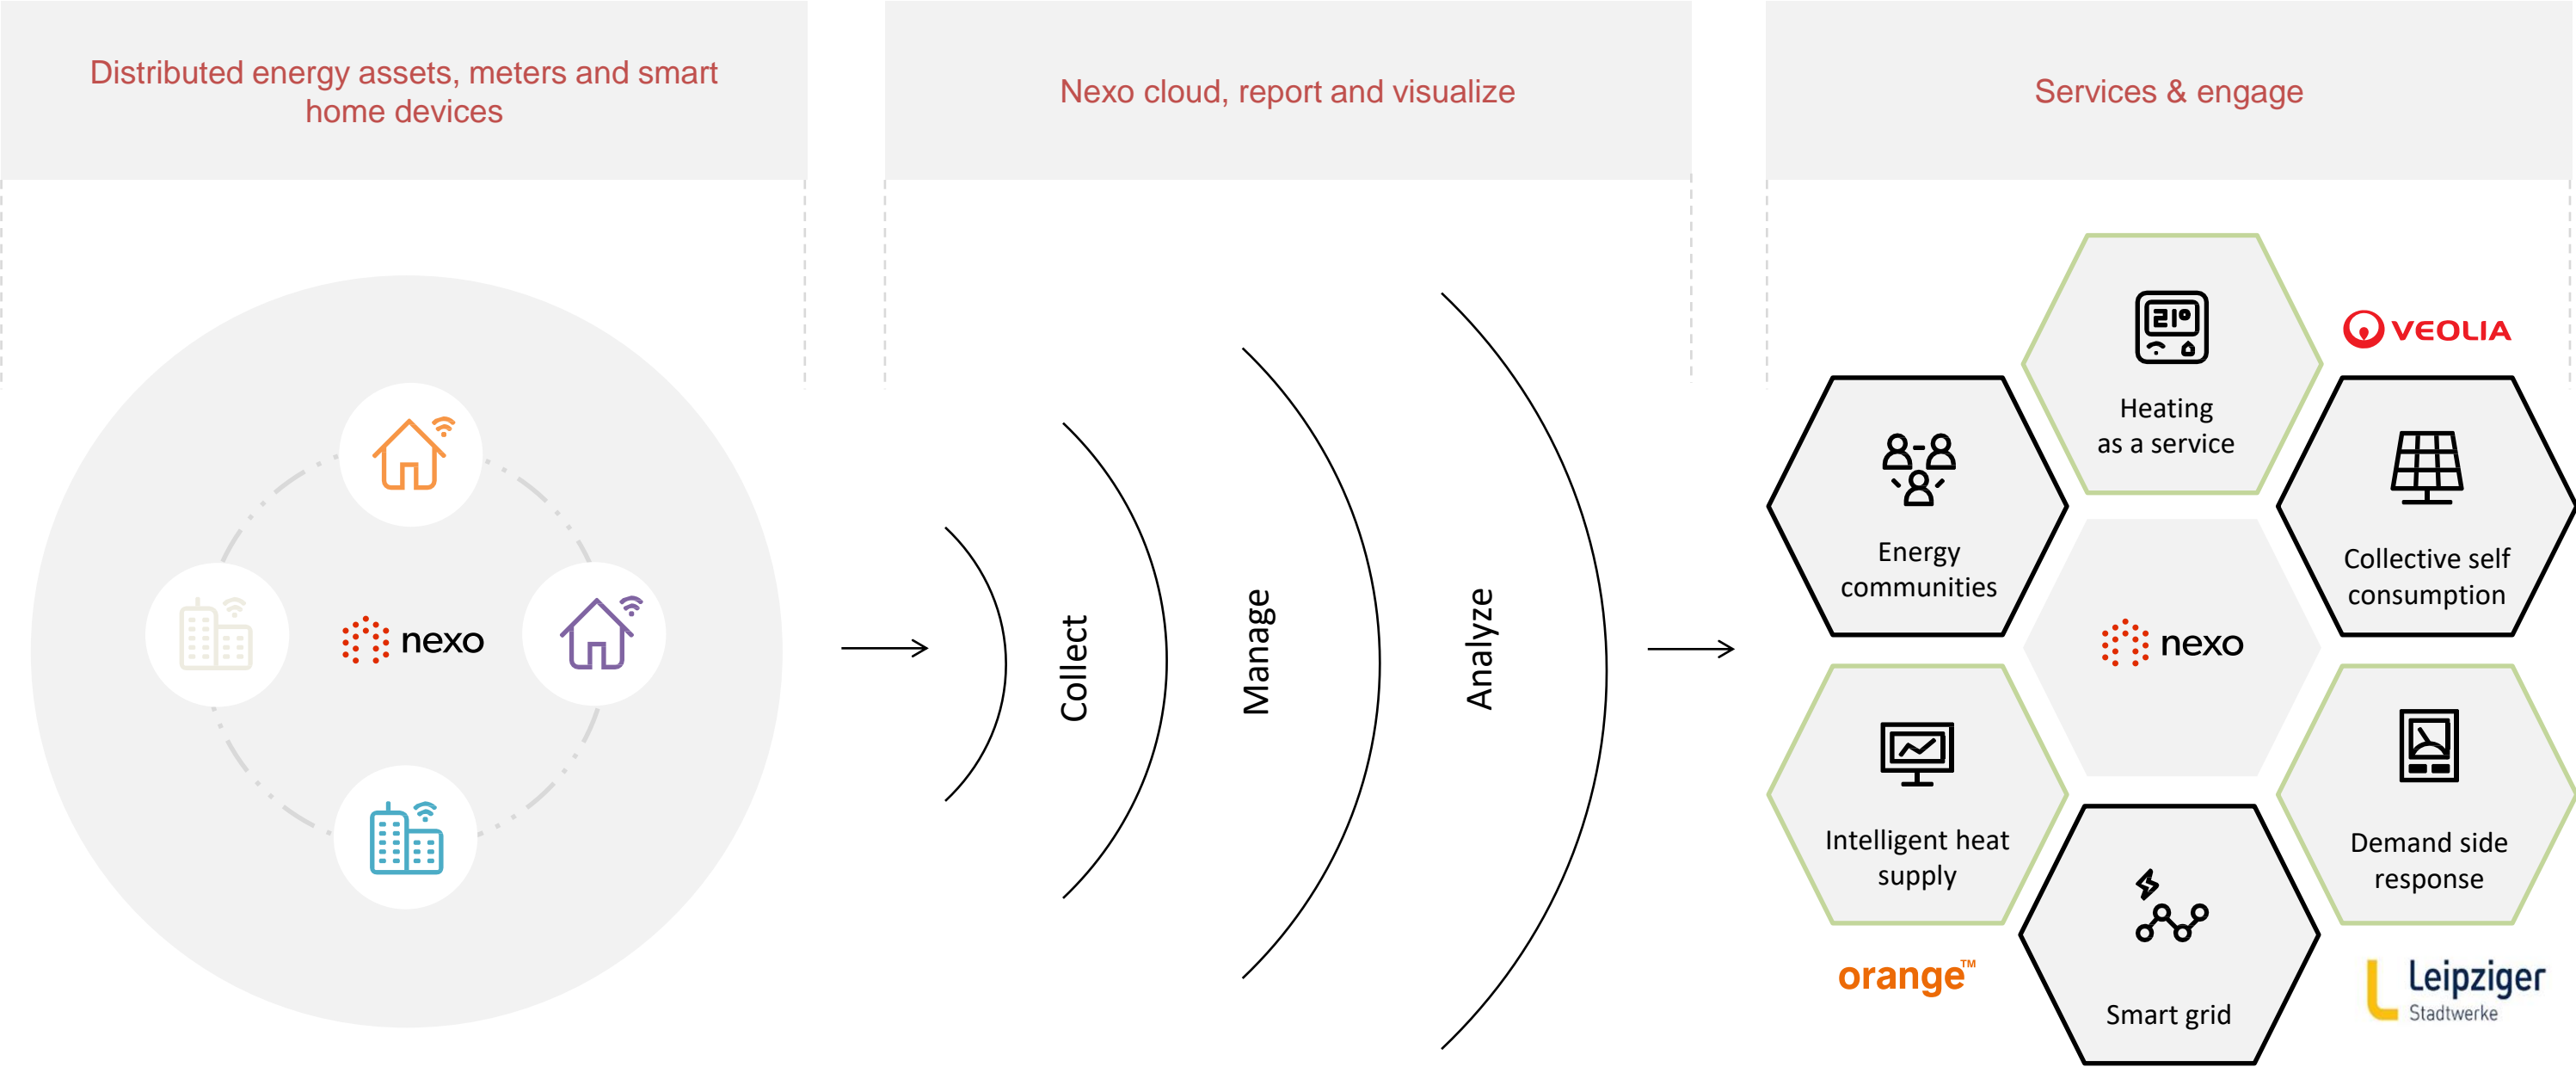 Distributed energy assets, meters and smart
home devices
Nexo cloud, report and visualize
Services & engage
nexo
Collect
Manage
Analyze
21°
Heating
as a service
VEOLIA
Energy
communities
Collective self
consumption
nexo
Intelligent heat
supply
Demand side
response
Smart grid
orange™
Leipziger
Stadtwerke